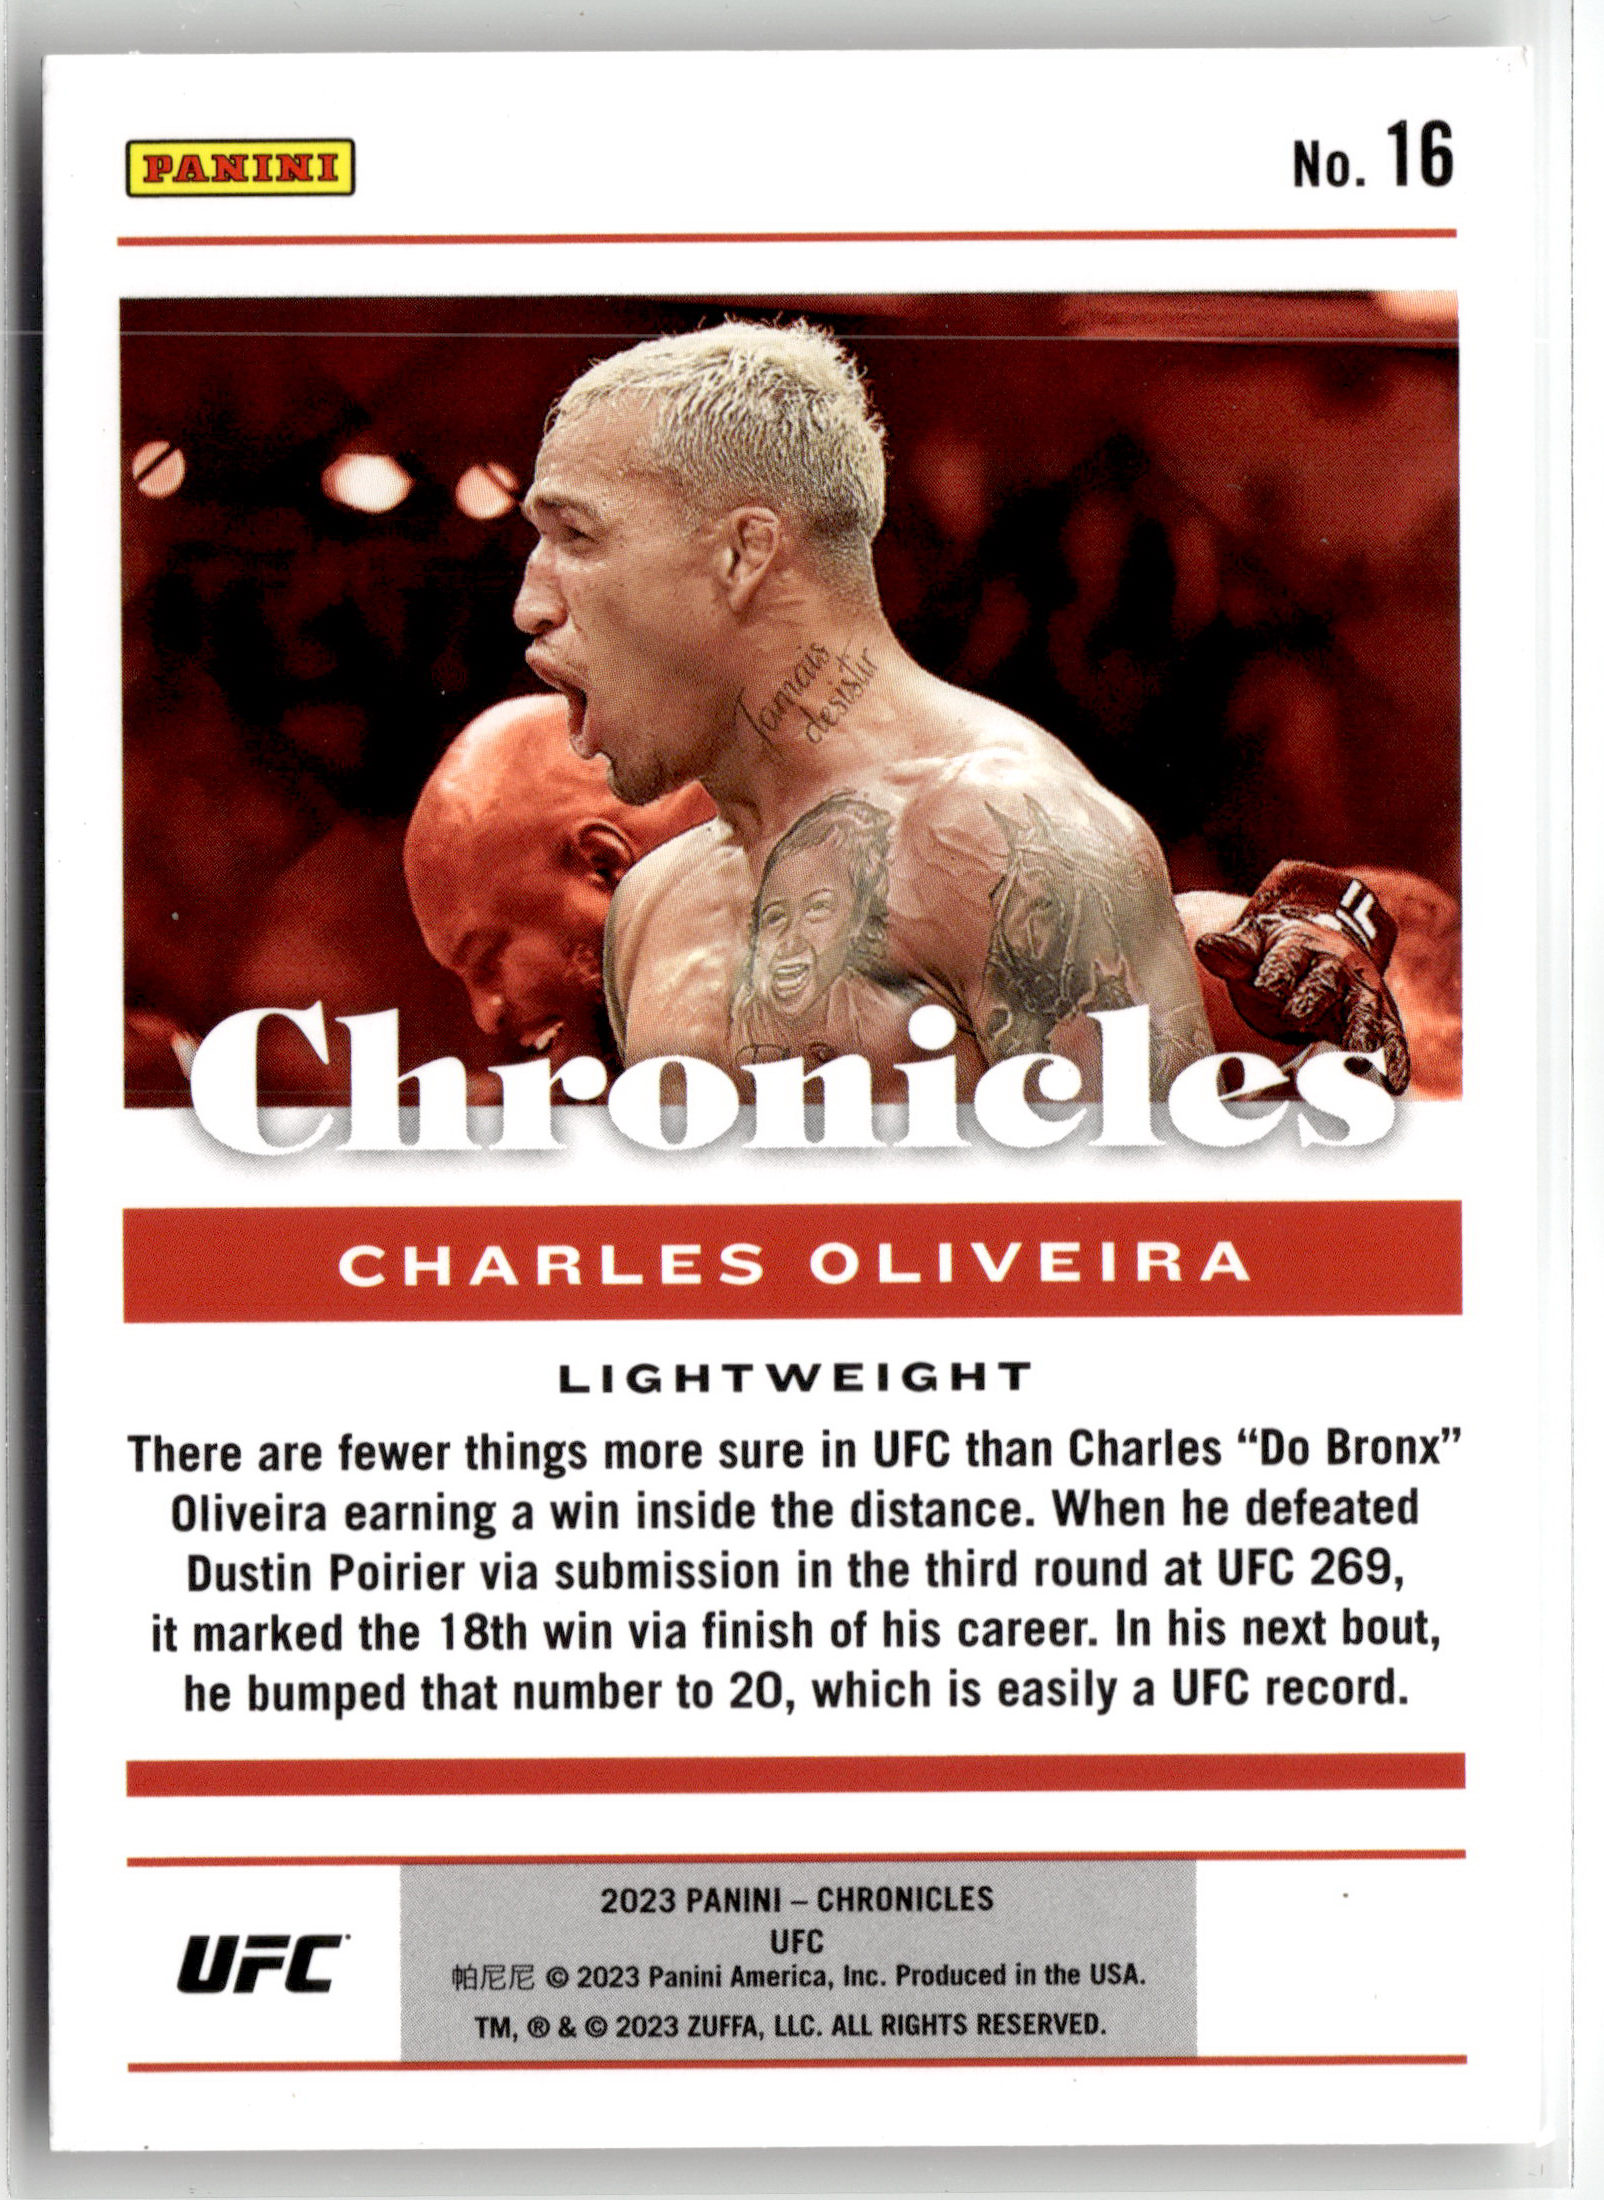 PANINI
No. 16
Jamais
desistir
Chronicles
CHARLES OLIVEIRA
LIGHTWEIGHT
There are fewer things more sure in UFC than Charles “Do Bronx”
Oliveira earning a win inside the distance. When he defeated
Dustin Poirier via submission in the third round at UFC 269,
it marked the 18th win via finish of his career. In his next bout,
he bumped that number to 20, which is easily a UFC record.
UFC
2023 PANINI – CHRONICLES
UFC
帕尼尼 © 2023 Panini America, Inc. Produced in the USA.
TM, ® & © 2023 ZUFFA, LLC. ALL RIGHTS RESERVED.